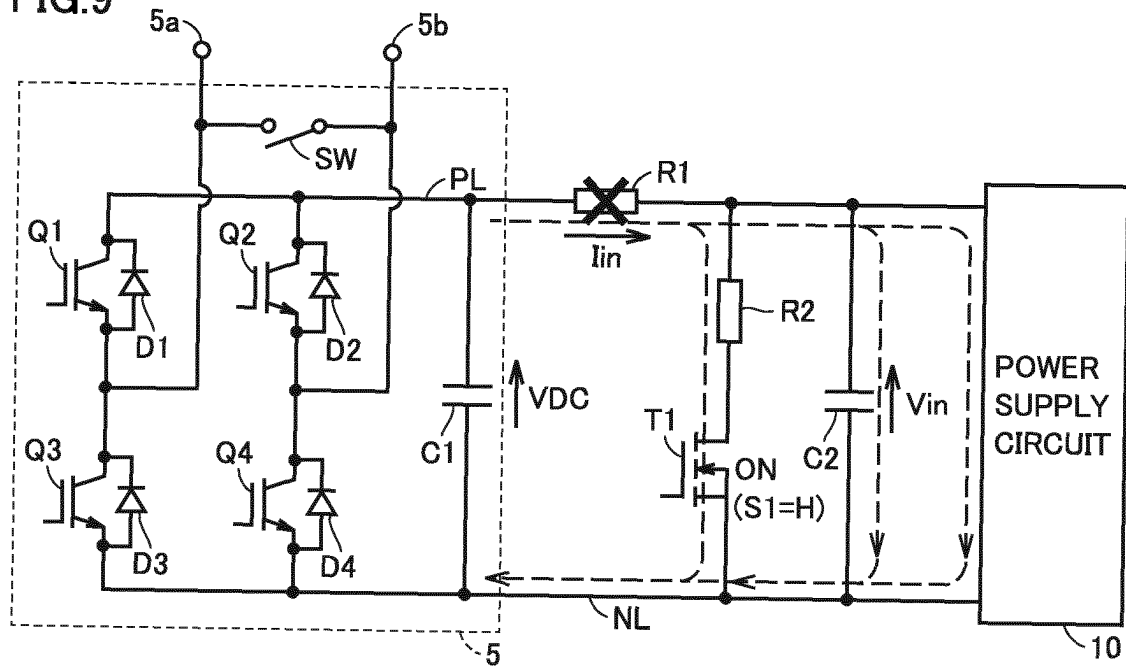 FIG.9
5a
5b
SW
PL
R1
Q1
Q2
Iin
D1
D2
R2
POWER
SUPPLY
CIRCUIT
VDC
Vin
T1
C1
C2
Q3
Q4
ON
(S1=H)
D3
D4
NL
5
10